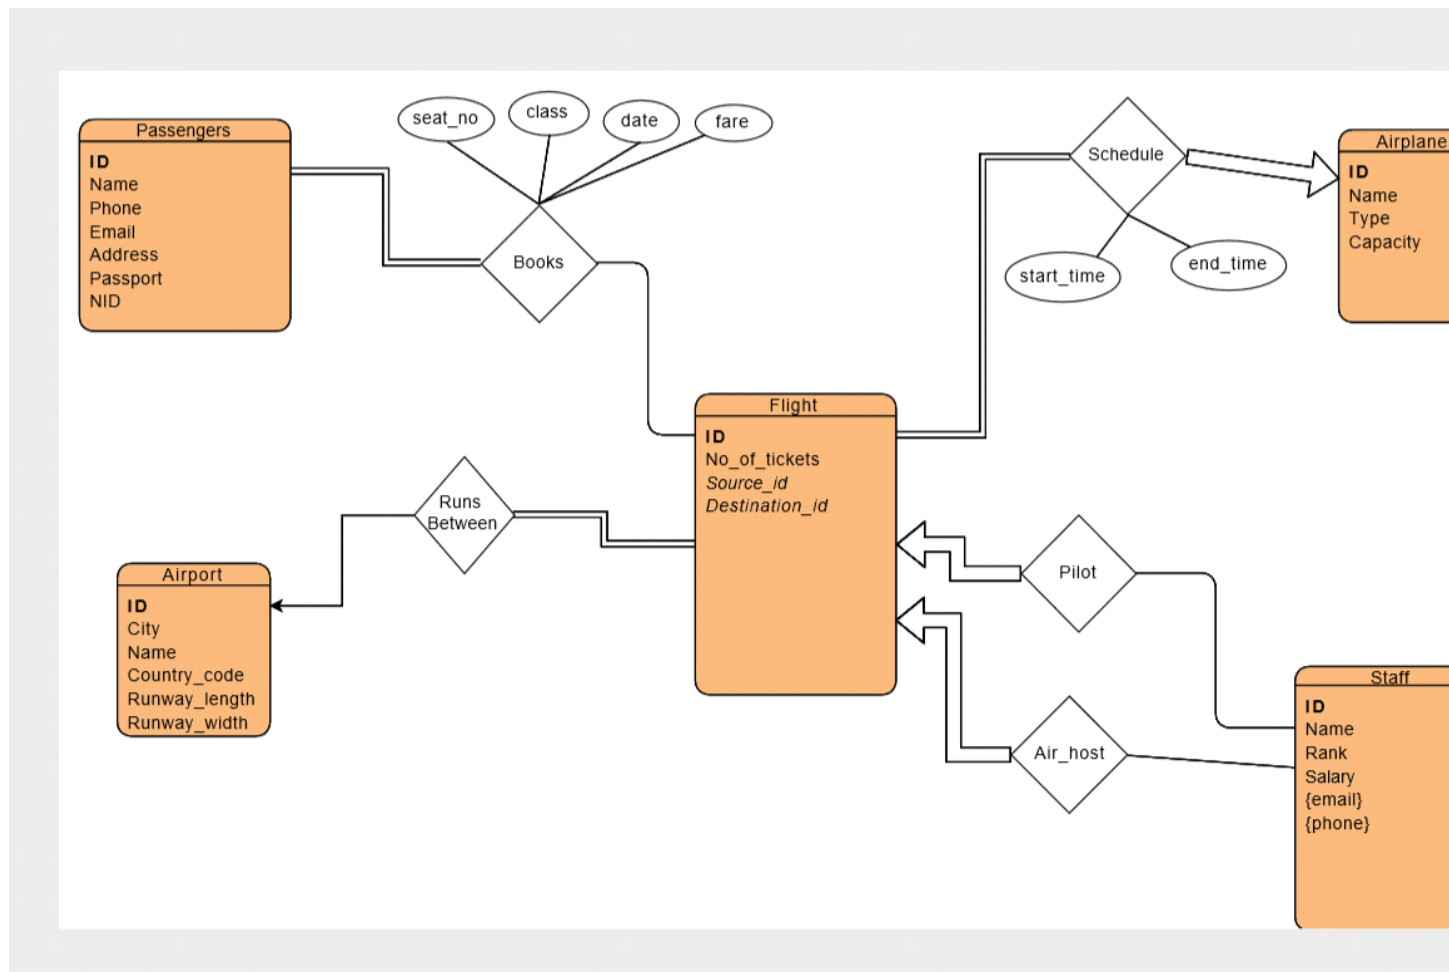 Passengers
ID
Name
Phone
Email
Address
Passport
NID
seat_no
class
date
fare
Books
Schedule
start_time
end_time
Airplane
ID
Name
Type
Capacity
Flight
ID
No_of_tickets
Source_id
Destination_id
Runs
Between
Airport
ID
City
Name
Country_code
Runway_length
Runway_width
Pilot
Air_host
Staff
ID
Name
Rank
Salary
{email}
{phone}